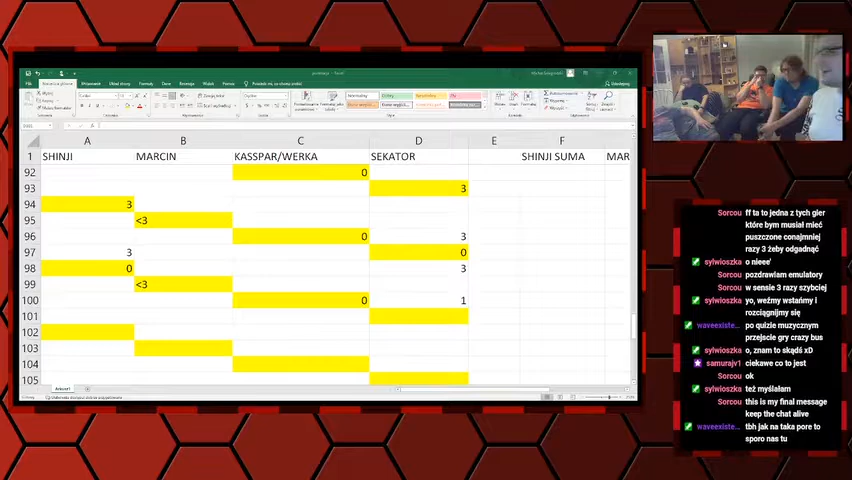 A B C D E F
1 SHINJI MARCIN KASSPAR/WERKA SEKATOR SHINJI SUMA MAR
92 0
93 3
94 3
95 <3
96 0 3
97 3 0
98 0 3
99 <3
100 0 1
101
102
103
104
105
Sorcou ff ta to jedna z tych gier
które bym musiał mieć
puszczone conajmniej
razy 3 żeby odgadnąć
sylwioszka o nieee'
Sorcou pozdrawlam emulatory
Sorcou w sensie 3 razy szybciej
sylwioszka yo, weźmy wstańmy i
rozciągnijmy się
waveexiste... po quizie muzycznym
przejscie gry crazy bus
sylwioszka o, znam to skądś xD
samurajv1 ciekawe co to jest
Sorcou ok
sylwioszka też myślałam
Sorcou this is my final message
keep the chat alive
waveexiste... tbh jak na taka pore to
sporo nas tu